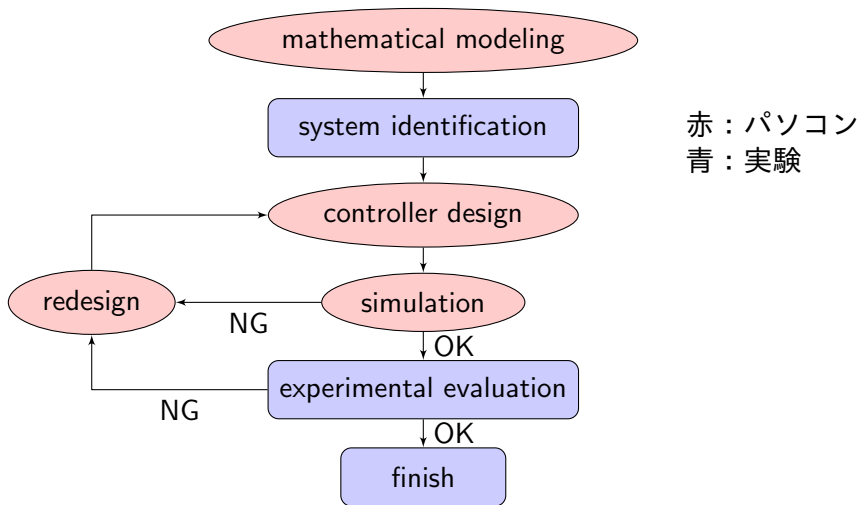 mathematical modeling
system identification
赤：パソコン
青：実験
controller design
redesign
simulation
NG
OK
experimental evaluation
NG
OK
finish